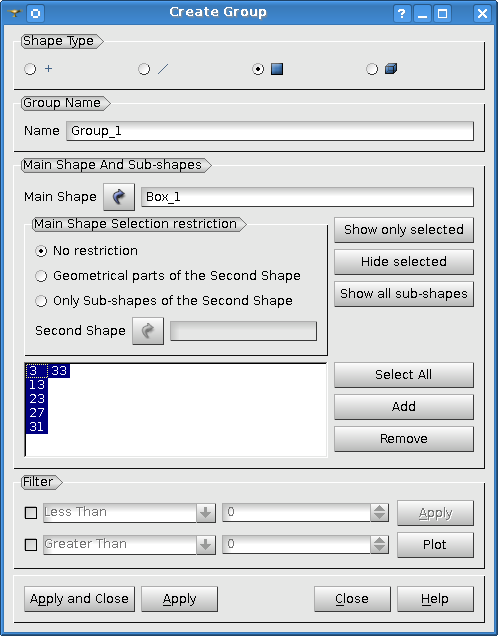 Create Group
Shape Type
Group Name
Name Group_1
Main Shape And Sub-shapes
Main Shape Box_1
Main Shape Selection restriction
No restriction
Geometrical parts of the Second Shape
Only Sub-shapes of the Second Shape
Second Shape
Show only selected
Hide selected
Show all sub-shapes
3 33
13
23
27
31
Select All
Add
Remove
Filter
Less Than 0 Apply
Greater Than 0 Plot
Apply and Close Apply Close Help